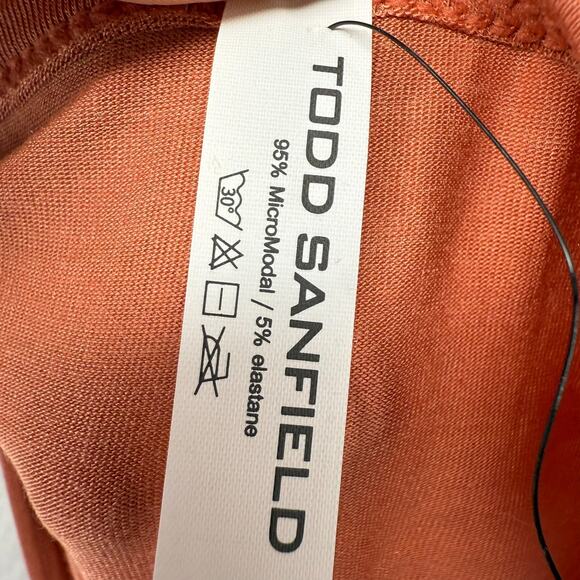 TODD SANFIELD
95% MicroModal / 5% elastane
30°